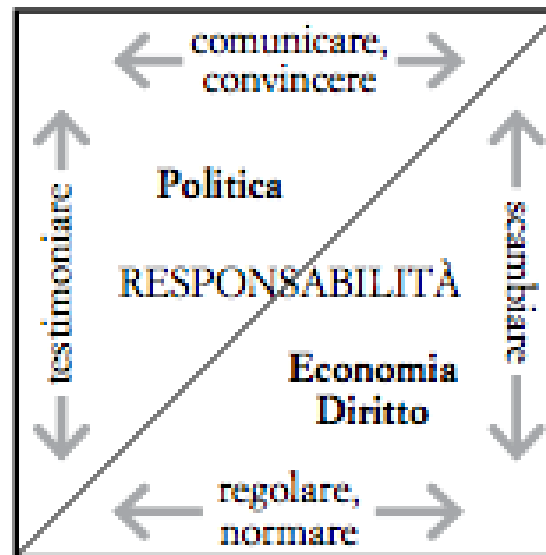 comunicare,
convincere
testimoniare
Politica
scambiare
RESPONSABILITÀ
Economia
Diritto
regolare,
normare